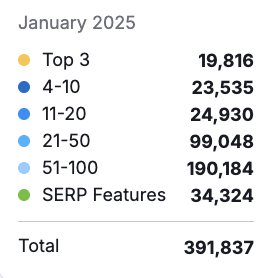 January 2025
Top 3 19,816
4-10 23,535
11-20 24,930
21-50 99,048
51-100 190,184
SERP Features 34,324
Total 391,837